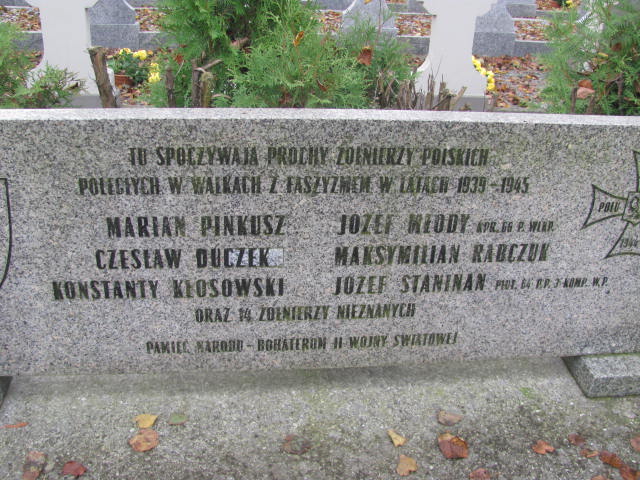 TU SPOCZYWAJĄ PROCHY ŻOŁNIERZY POLSKICH
POLEGŁYCH W WALKACH Z FASZYZMEM W LATACH 1939-1945
MARIAN PINKUSZ
CZESŁAW DUCZEK
KONSTANTY KŁOSOWSKI
JÓZEF MŁODY KPR. 66 P. WLKP.
MAKSYMILIAN RABCZUK
JÓZEF STANINAN PLUT. 64 P.P. 7 KOMP. W.P.
ORAZ 14 ŻOŁNIERZY NIEZNANYCH
PAMIĘĆ NARODU - BOHATEROM II WOJNY ŚWIATOWEJ
POLU